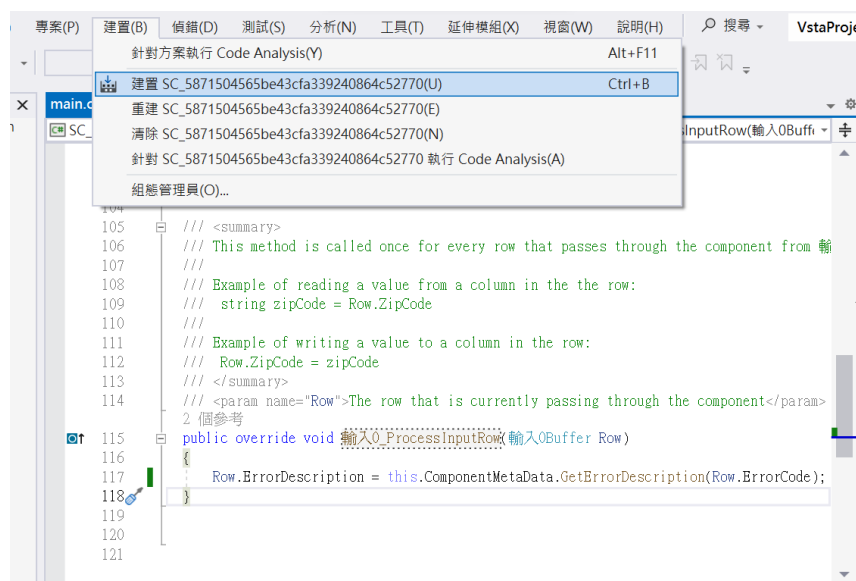 專案(P) 建置(B) 偵錯(D) 測試(S) 分析(N) 工具(T) 延伸模組(X) 視窗(W) 說明(H) 搜尋 VstaProje
針對方案執行 Code Analysis(Y) Alt+F11
建置 SC_5871504565be43cfa339240864c52770(U) Ctrl+B
重建 SC_5871504565be43cfa339240864c52770(E)
清除 SC_5871504565be43cfa339240864c52770(N)
針對 SC_5871504565be43cfa339240864c52770 執行 Code Analysis(A)
組態管理員(O)...
main.c
C# SC_ sInputRow(輸入0Buffe
104
105 /// <summary>
106 /// This method is called once for every row that passes through the component from 輸
107 ///
108 /// Example of reading a value from a column in the the row:
109 /// string zipCode = Row.ZipCode
110 ///
111 /// Example of writing a value to a column in the row:
112 /// Row.ZipCode = zipCode
113 /// </summary>
114 /// <param name="Row">The row that is currently passing through the component</param>
2 個參考
115 public override void 輸入0_ProcessInputRow(輸入0Buffer Row)
116 {
117 Row.ErrorDescription = this.ComponentMetaData.GetErrorDescription(Row.ErrorCode);
118 }
119
120
121